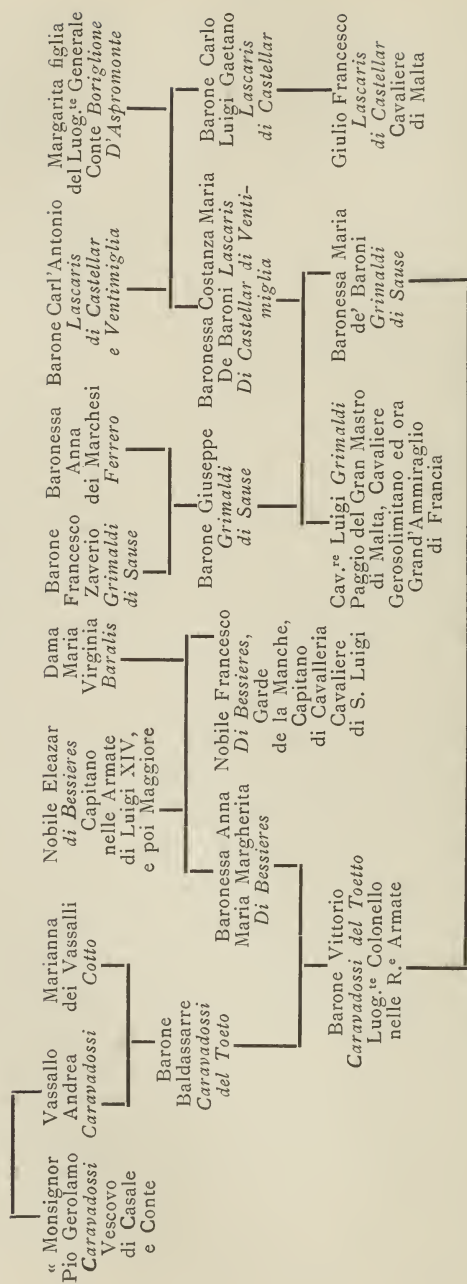 « Monsignor
Pio Gerolamo
Caravadossi
Vescovo
di Casale
e Conte
Vassallo
Andrea
Caravadossi
Marianna
dei Vassalli
Cotto
Nobile Eleazar
di Bessieres
Capitano
nelle Armate
di Luigi XIV,
e poi Maggiore
Dama
Maria
Virginia
Baralis
Barone
Francesco
Zaverio
Grimaldi
di Sause
Baronessa
Anna
dei Marchesi
Ferrero
Barone Carl'Antonio
Lascaris
di Castellar
e Ventimiglia
Margarita figlia
del Luog.te Generale
Conte Boriglione
D'Aspromonte
Barone
Baldassarre
Caravadossi
del Toeto
Baronessa Anna
Maria Margherita
Di Bessieres
Nobile Francesco
Di Bessieres,
Garde
de la Manche,
Capitano
di Cavalleria
Cavaliere
di S. Luigi
Barone Giuseppe
Grimaldi
di Sause
Baronessa Costanza Maria
De Baroni Lascaris
Di Castellar di Venti-
miglia
Barone Carlo
Luigi Gaetano
Lascaris
di Castellar
Barone Vittorio
Caravadossi del Toetto
Luog.te Colonello
nelle R.e Armate
Cav.re Luigi Grimaldi
Paggio del Gran Mastro
di Malta, Cavaliere
Gerosolimitano ed ora
Grand'Ammiraglio
di Francia
Baronessa Maria
de' Baroni
Grimaldi
di Sause
Giulio Francesco
Lascaris
di Castellar
Cavaliere
di Malta